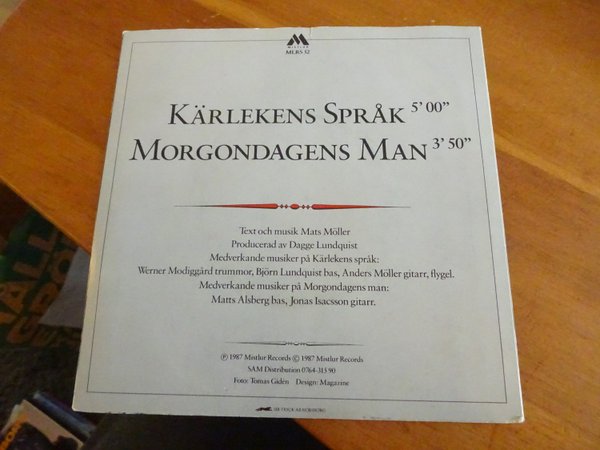 MISTLUR
MLRS 32
KÄRLEKENS SPRÅK 5' 00"
MORGONDAGENS MAN 3' 50"
Text och musik Mats Möller
Producerad av Dagge Lundquist
Medverkande musiker på Kärlekens språk:
Werner Modiggård trummor, Björn Lundquist bas, Anders Möller gitarr, flygel.
Medverkande musiker på Morgondagens man:
Matts Alsberg bas, Jonas Isacsson gitarr.
Ⓟ 1987 Mistlur Records © 1987 Mistlur Records
SAM Distribution 0764-313 90
Foto: Tomas Gidén Design: Magazine